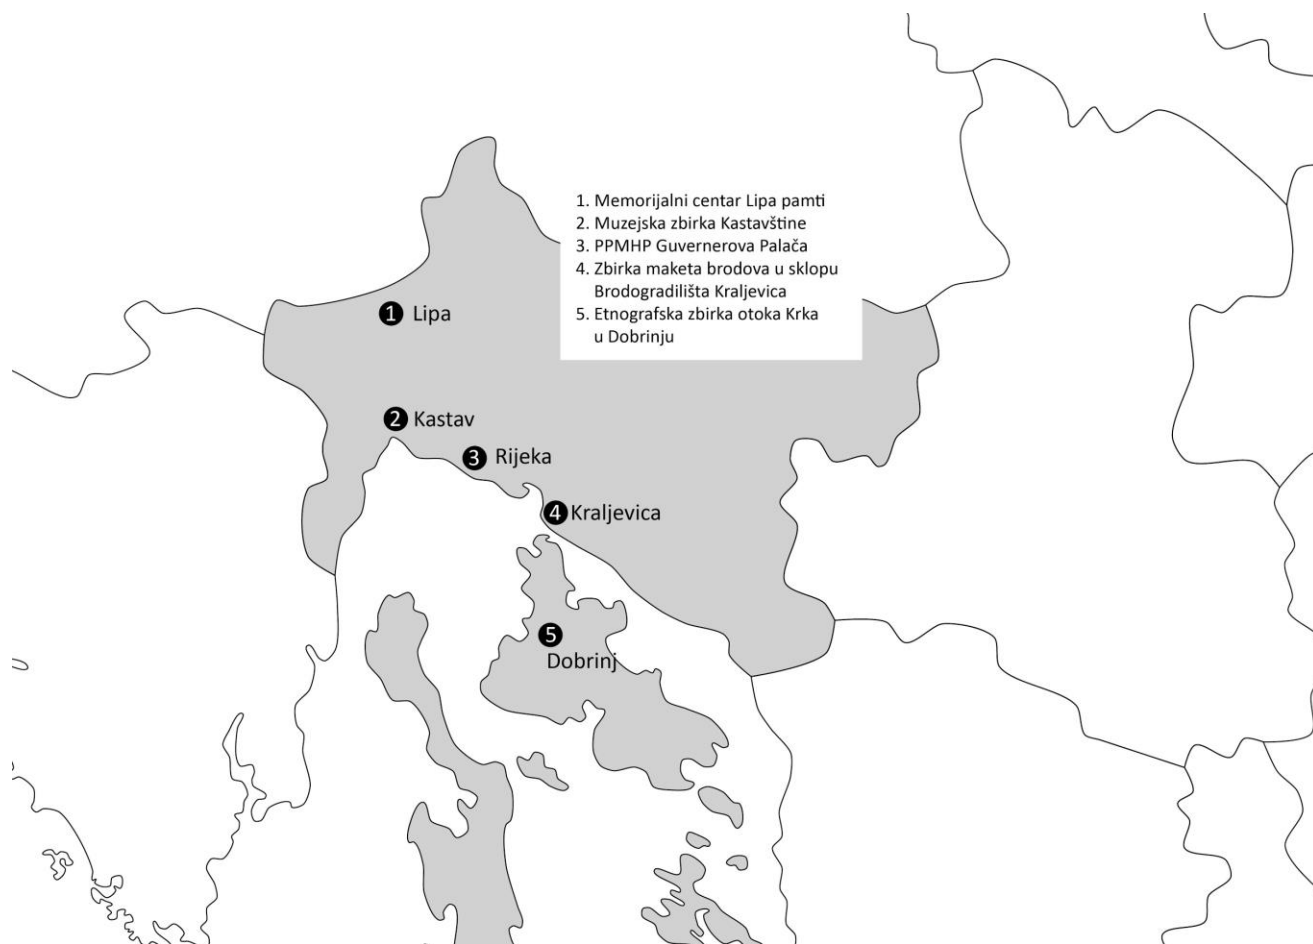 1. Memorijalni centar Lipa pamti
2. Muzejska zbirka Kastavštine
3. PPMHP Guvernerova Palača
4. Zbirka maketa brodova u sklopu
Brodogradilišta Kraljevica
5. Etnografska zbirka otoka Krka
u Dobrinju
1 Lipa
2 Kastav
3 Rijeka
4 Kraljevica
5
Dobrinj